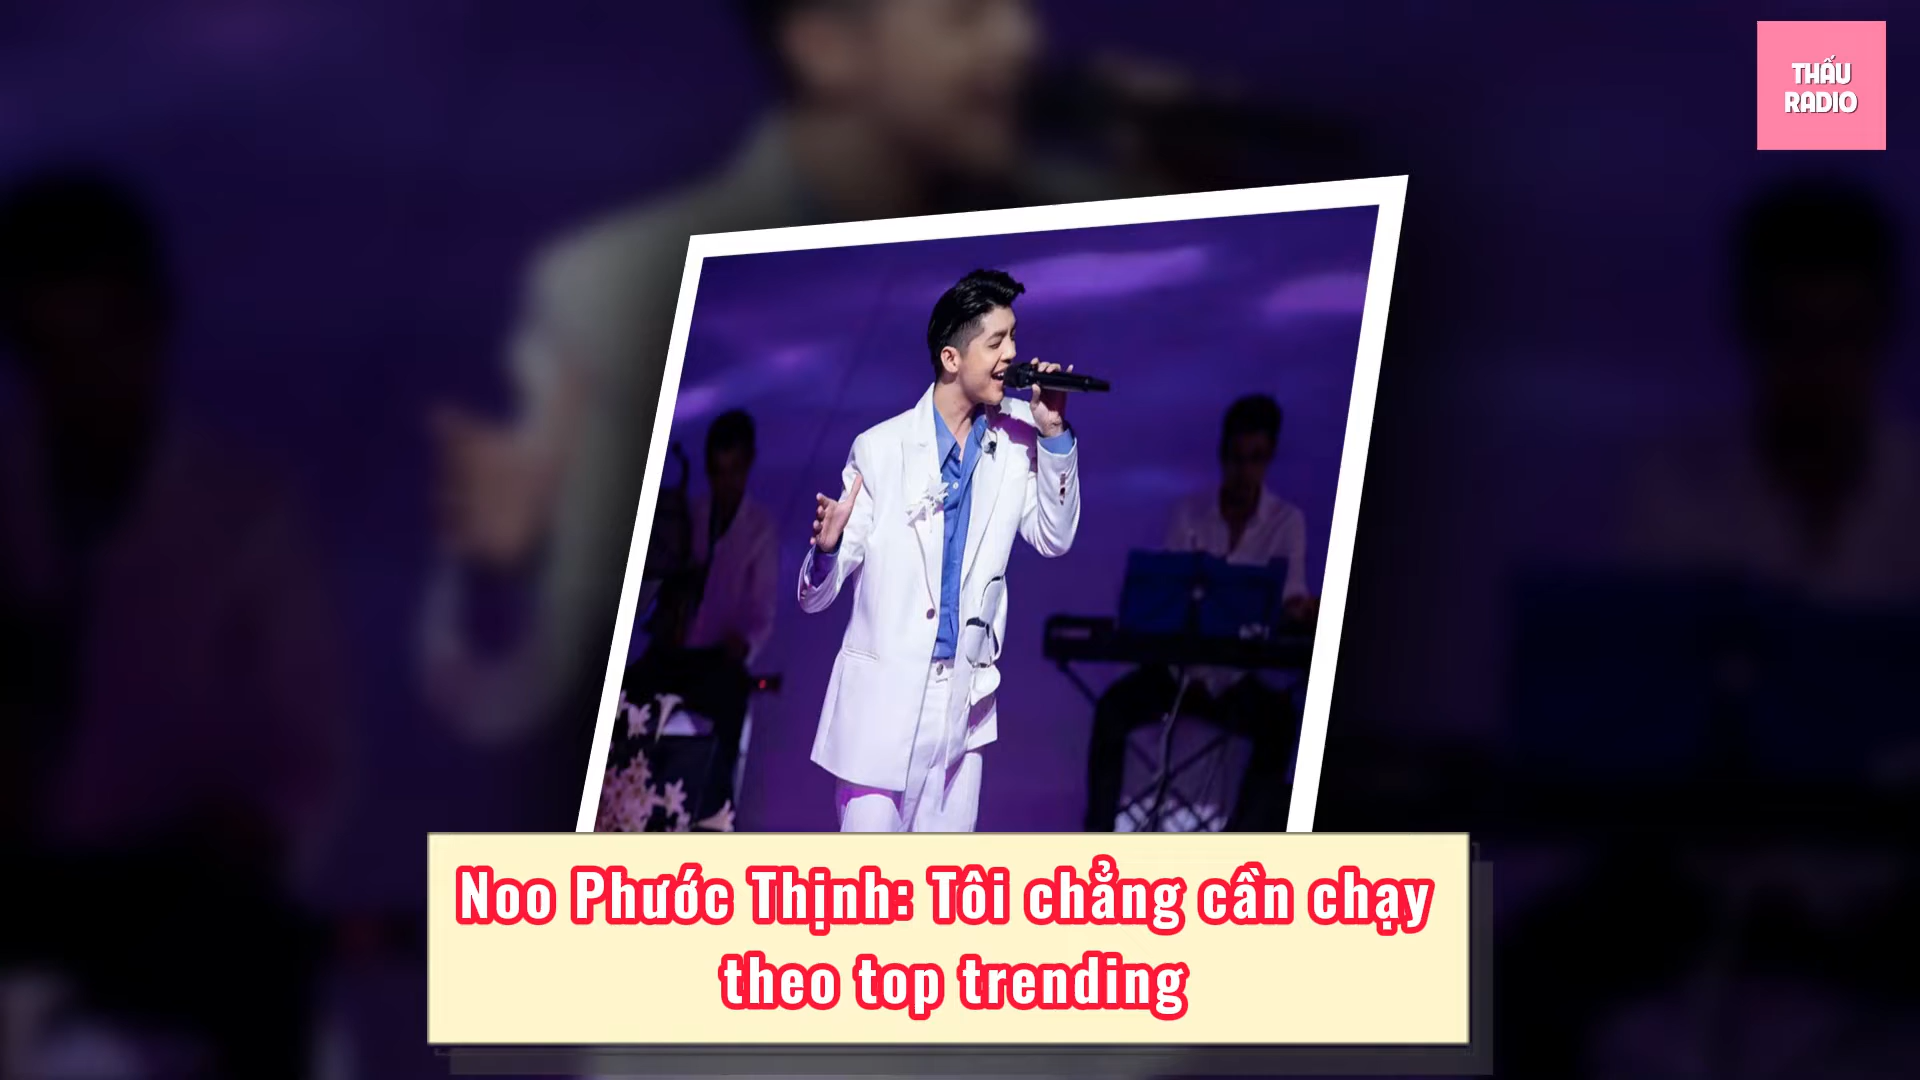 THẤU
RADIO
Noo Phước Thịnh: Tôi chẳng cần chạy
theo top trending